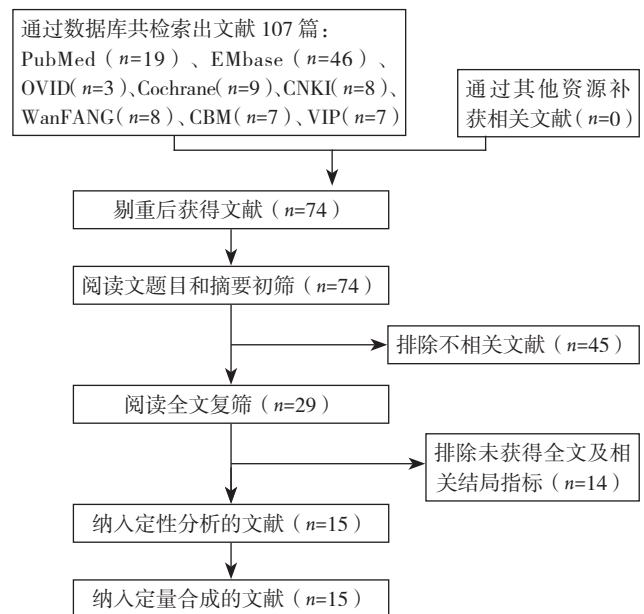 通过数据库共检索出文献 107 篇：
PubMed（n=19）、EMbase（n=46）、
OVID（n=3）、Cochrane（n=9）、CNKI（n=8）、
WanFANG（n=8）、CBM（n=7）、VIP（n=7）
通过其他资源补
获相关文献（n=0）
剔重后获得文献（n=74）
阅读文题目和摘要初筛（n=74）
排除不相关文献（n=45）
阅读全文复筛（n=29）
排除未获得全文及相
关结局指标（n=14）
纳入定性分析的文献（n=15）
纳入定量合成的文献（n=15）